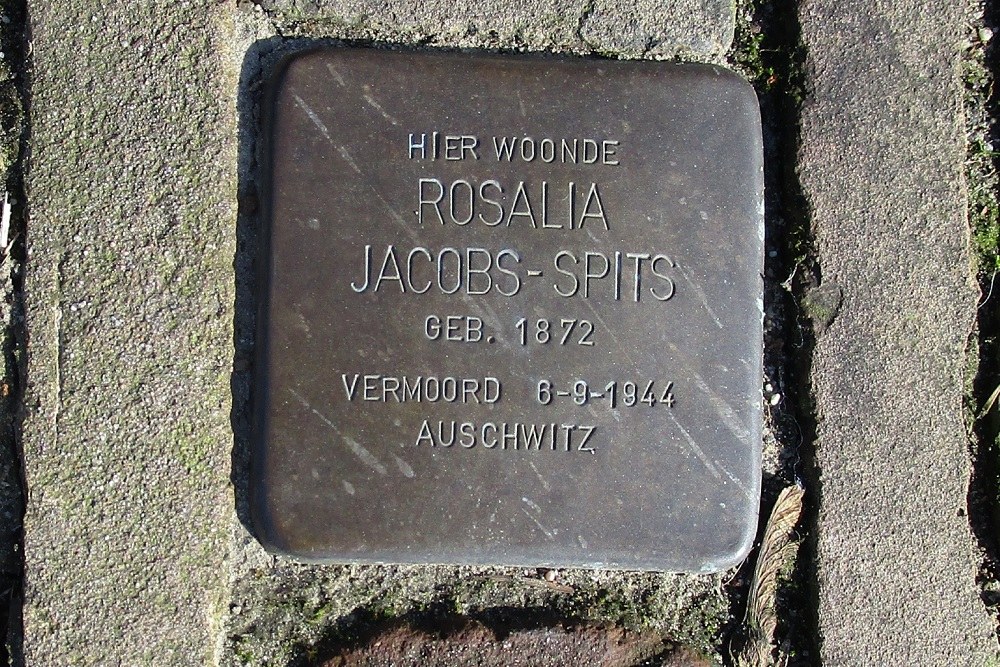 HIER WOONDE
ROSALIA
JACOBS-SPITS
GEB. 1872
VERMOORD 6-9-1944
AUSCHWITZ